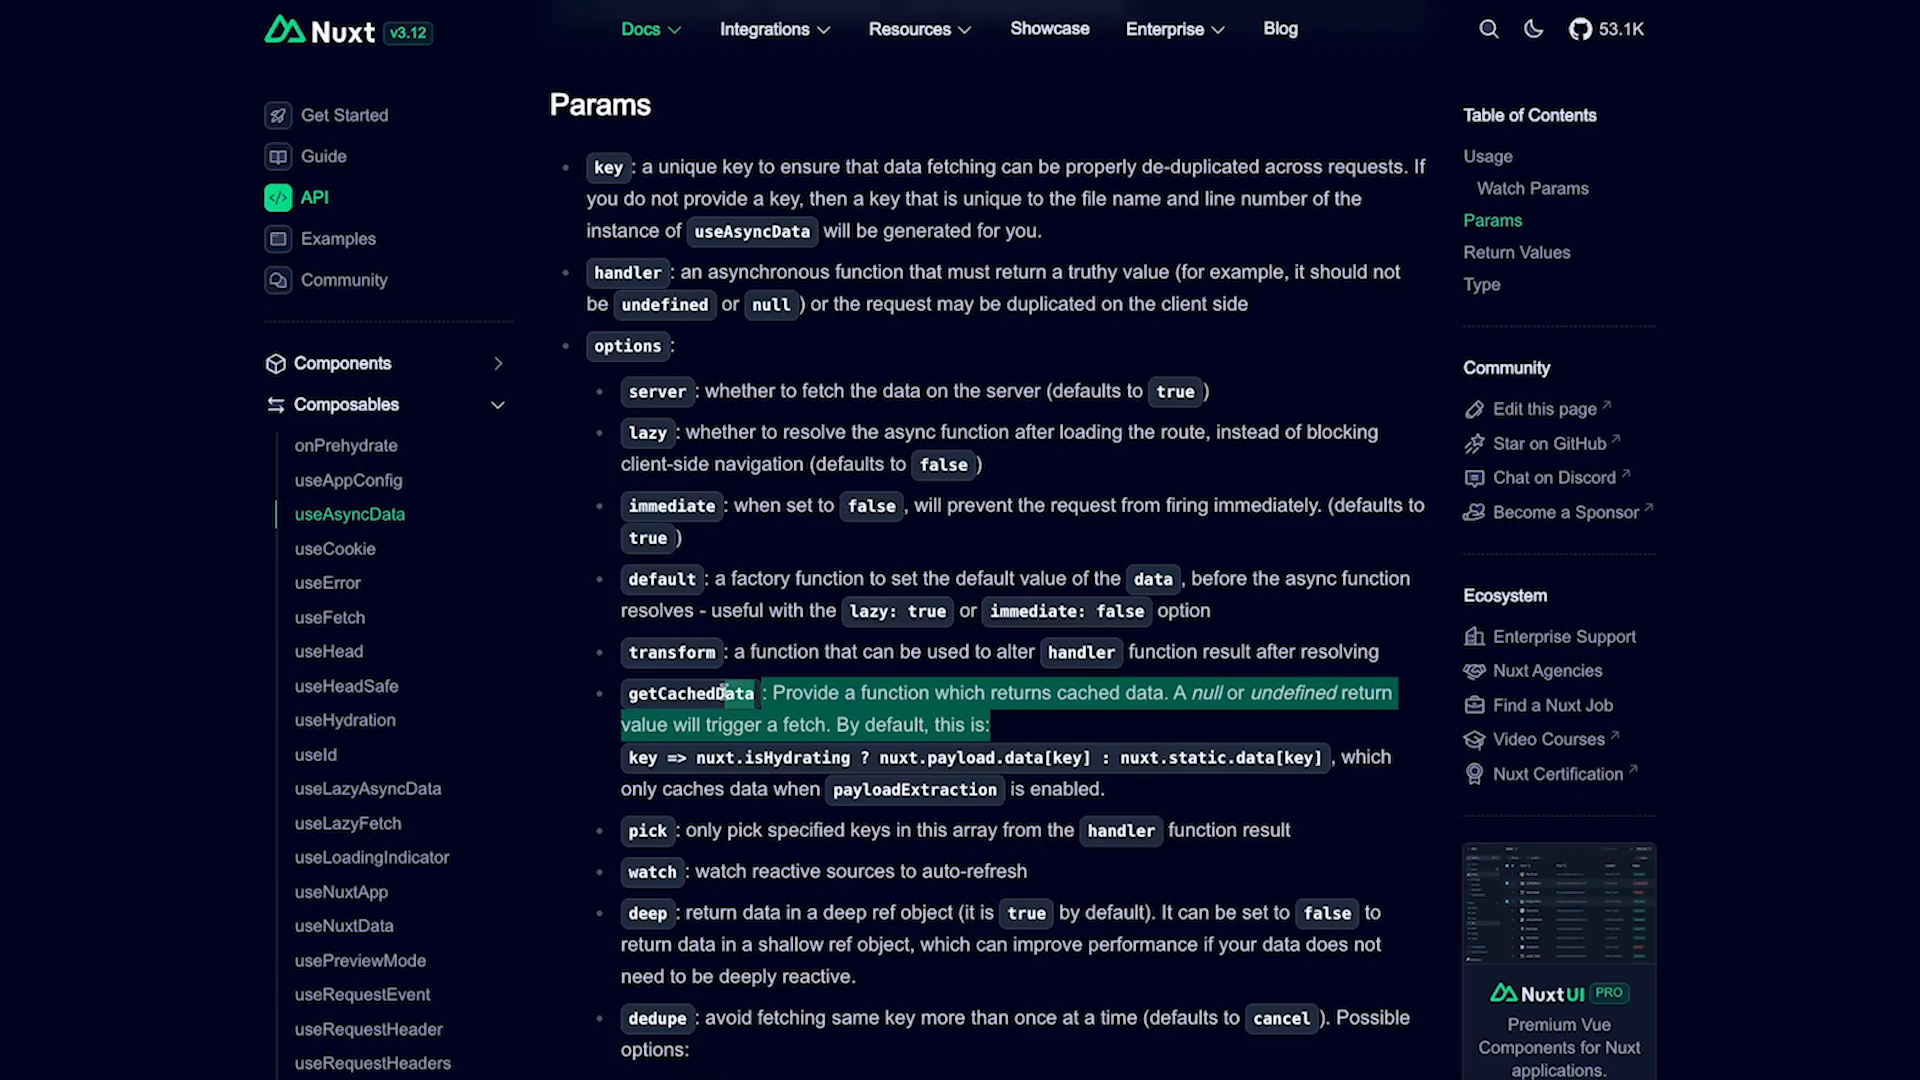 Nuxt v3.12
Docs
Integrations
Resources
Showcase
Enterprise
Blog
53.1K
Get Started
Guide
API
Examples
Community
Components
Composables
onPrehydrate
useAppConfig
useAsyncData
useCookie
useError
useFetch
useHead
useHeadSafe
useHydration
useId
useLazyAsyncData
useLazyFetch
useLoadingIndicator
useNuxtApp
useNuxtData
usePreviewMode
useRequestEvent
useRequestHeader
useRequestHeaders
Params
key : a unique key to ensure that data fetching can be properly de-duplicated across requests. If
you do not provide a key, then a key that is unique to the file name and line number of the
instance of useAsyncData will be generated for you.
handler : an asynchronous function that must return a truthy value (for example, it should not
be undefined or null ) or the request may be duplicated on the client side
options :
server : whether to fetch the data on the server (defaults to true )
lazy : whether to resolve the async function after loading the route, instead of blocking
client-side navigation (defaults to false )
immediate : when set to false , will prevent the request from firing immediately. (defaults to
true )
default : a factory function to set the default value of the data , before the async function
resolves - useful with the lazy: true or immediate: false option
transform : a function that can be used to alter handler function result after resolving
getCachedData : Provide a function which returns cached data. A null or undefined return
value will trigger a fetch. By default, this is:
key => nuxt.isHydrating ? nuxt.payload.data[key] : nuxt.static.data[key] , which
only caches data when payloadExtraction is enabled.
pick : only pick specified keys in this array from the handler function result
watch : watch reactive sources to auto-refresh
deep : return data in a deep ref object (it is true by default). It can be set to false to
return data in a shallow ref object, which can improve performance if your data does not
need to be deeply reactive.
dedupe : avoid fetching same key more than once at a time (defaults to cancel ). Possible
options:
Table of Contents
Usage
Watch Params
Params
Return Values
Type
Community
Edit this page
Star on GitHub
Chat on Discord
Become a Sponsor
Ecosystem
Enterprise Support
Nuxt Agencies
Find a Nuxt Job
Video Courses
Nuxt Certification
Nuxt UI PRO
Premium Vue
Components for Nuxt
applications.